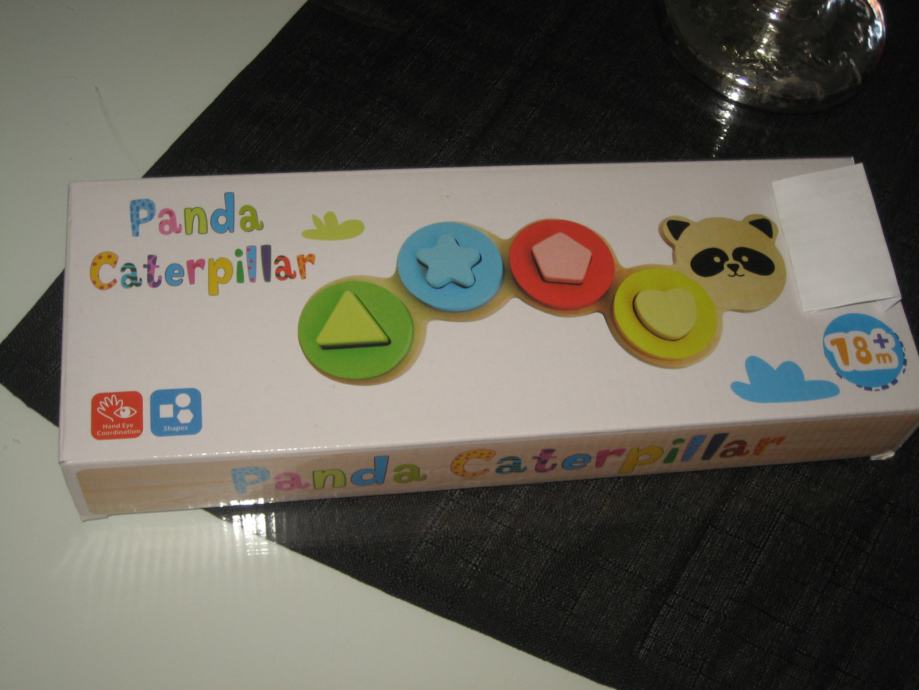 Panda
Caterpillar
18+
m
Hand Eye
Coordination
Shapes
Panda Caterpillar